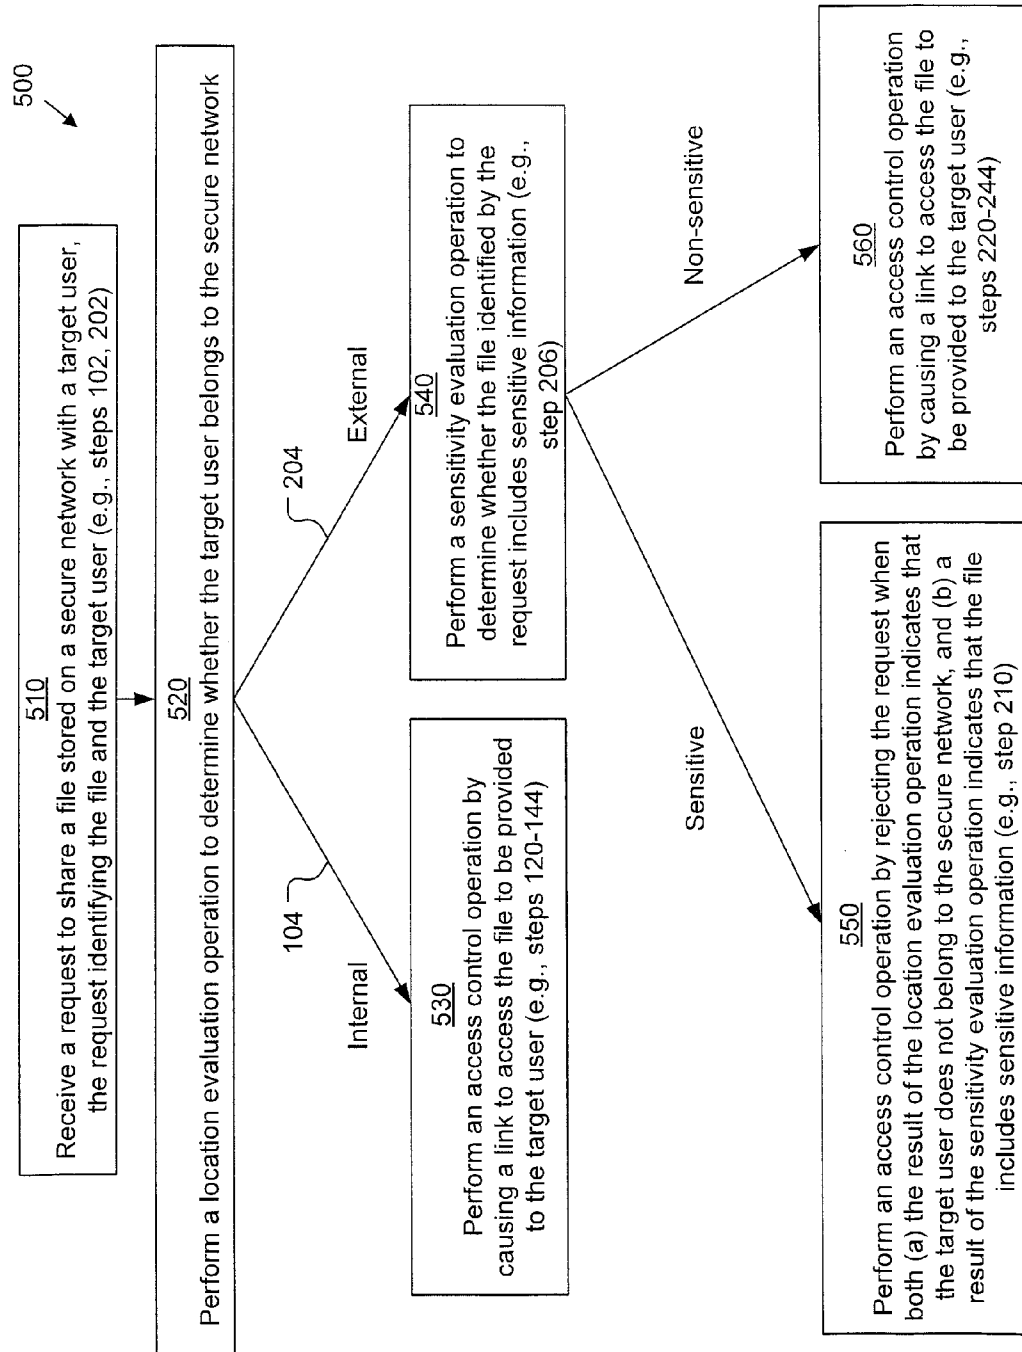 500
510
Receive a request to share a file stored on a secure network with a target user,
the request identifying the file and the target user (e.g., steps 102, 202)
520
Perform a location evaluation operation to determine whether the target user belongs to the secure network
104
204
Internal
External
530
Perform an access control operation by
causing a link to access the file to be provided
to the target user (e.g., steps 120-144)
540
Perform a sensitivity evaluation operation to
determine whether the file identified by the
request includes sensitive information (e.g.,
step 206)
Sensitive
Non-sensitive
550
Perform an access control operation by rejecting the request when
both (a) the result of the location evaluation operation indicates that
the target user does not belong to the secure network, and (b) a
result of the sensitivity evaluation operation indicates that the file
includes sensitive information (e.g., step 210)
560
Perform an access control operation
by causing a link to access the file to
be provided to the target user (e.g.,
steps 220-244)